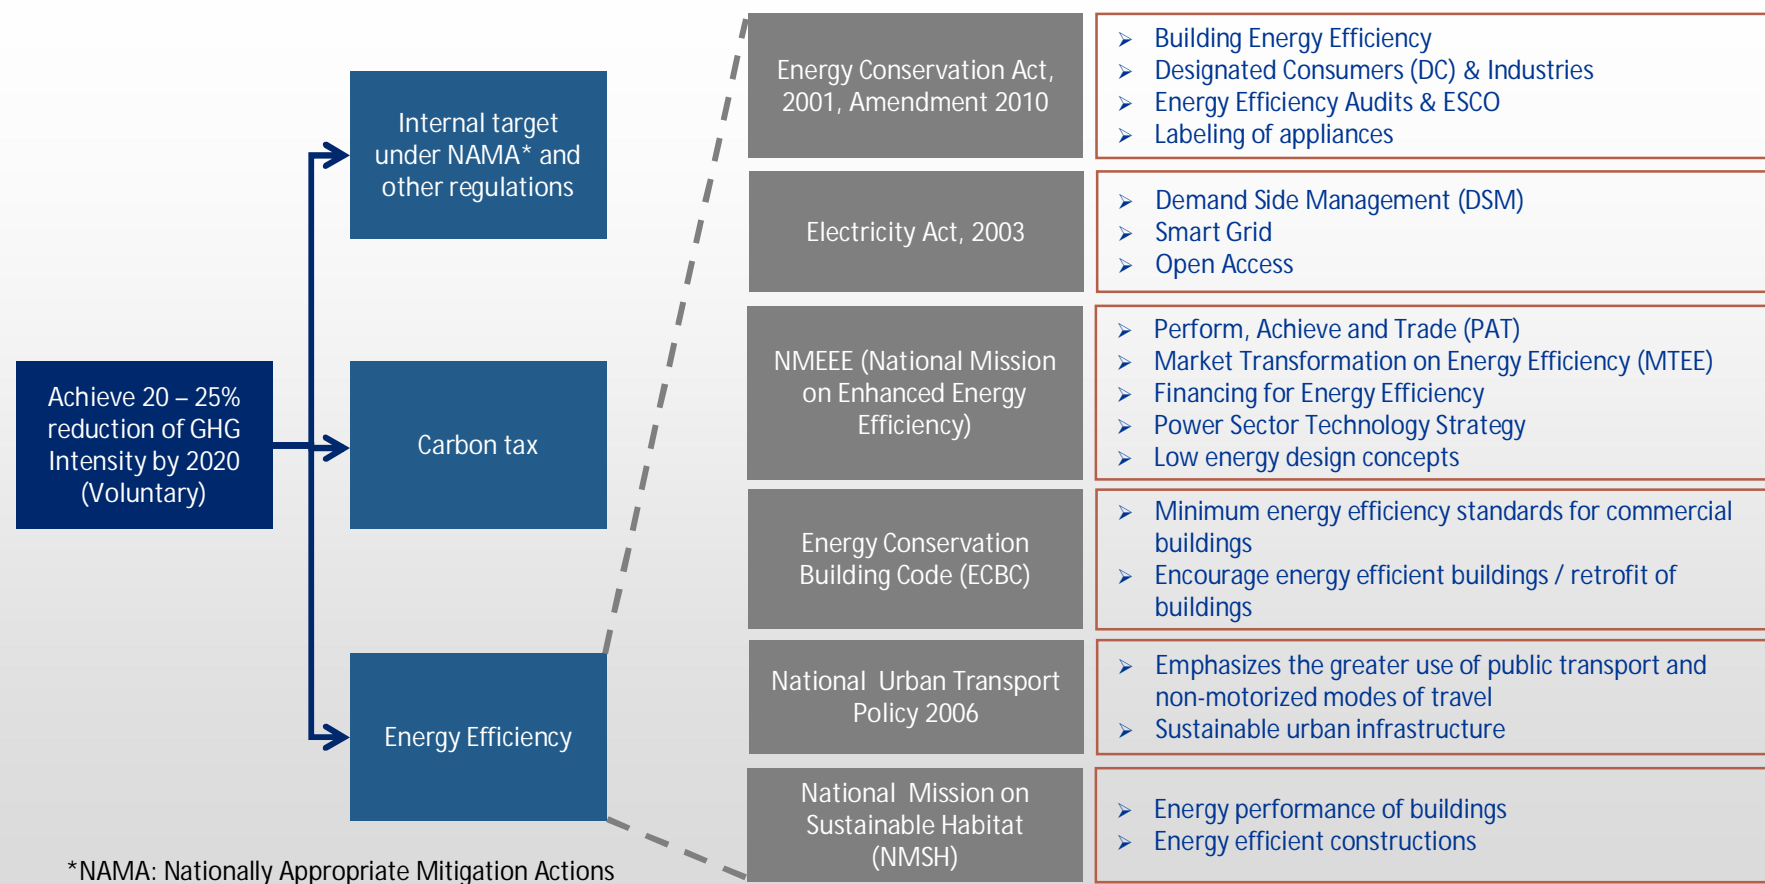 Achieve 20 – 25%
reduction of GHG
Intensity by 2020
(Voluntary)
Internal target
under NAMA* and
other regulations
Carbon tax
Energy Efficiency
Energy Conservation Act,
2001, Amendment 2010
➢ Building Energy Efficiency
➢ Designated Consumers (DC) & Industries
➢ Energy Efficiency Audits & ESCO
➢ Labeling of appliances
Electricity Act, 2003
➢ Demand Side Management (DSM)
➢ Smart Grid
➢ Open Access
NMEEE (National Mission
on Enhanced Energy
Efficiency)
➢ Perform, Achieve and Trade (PAT)
➢ Market Transformation on Energy Efficiency (MTEE)
➢ Financing for Energy Efficiency
➢ Power Sector Technology Strategy
➢ Low energy design concepts
Energy Conservation
Building Code (ECBC)
➢ Minimum energy efficiency standards for commercial
buildings
➢ Encourage energy efficient buildings / retrofit of
buildings
National Urban Transport
Policy 2006
➢ Emphasizes the greater use of public transport and
non-motorized modes of travel
➢ Sustainable urban infrastructure
National Mission on
Sustainable Habitat
(NMSH)
➢ Energy performance of buildings
➢ Energy efficient constructions
*NAMA: Nationally Appropriate Mitigation Actions